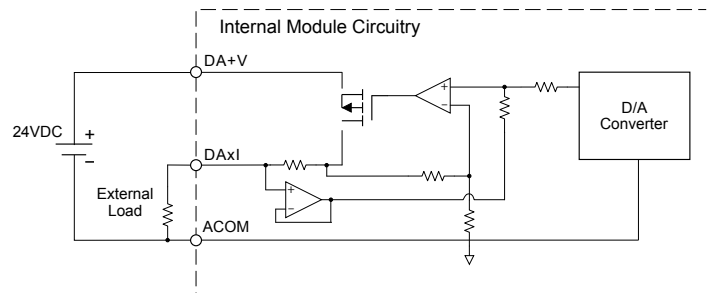 Internal Module Circuitry
DA+V
+
−
D/A
Converter
24VDC
+
−
DAxI
+
−
External
Load
ACOM